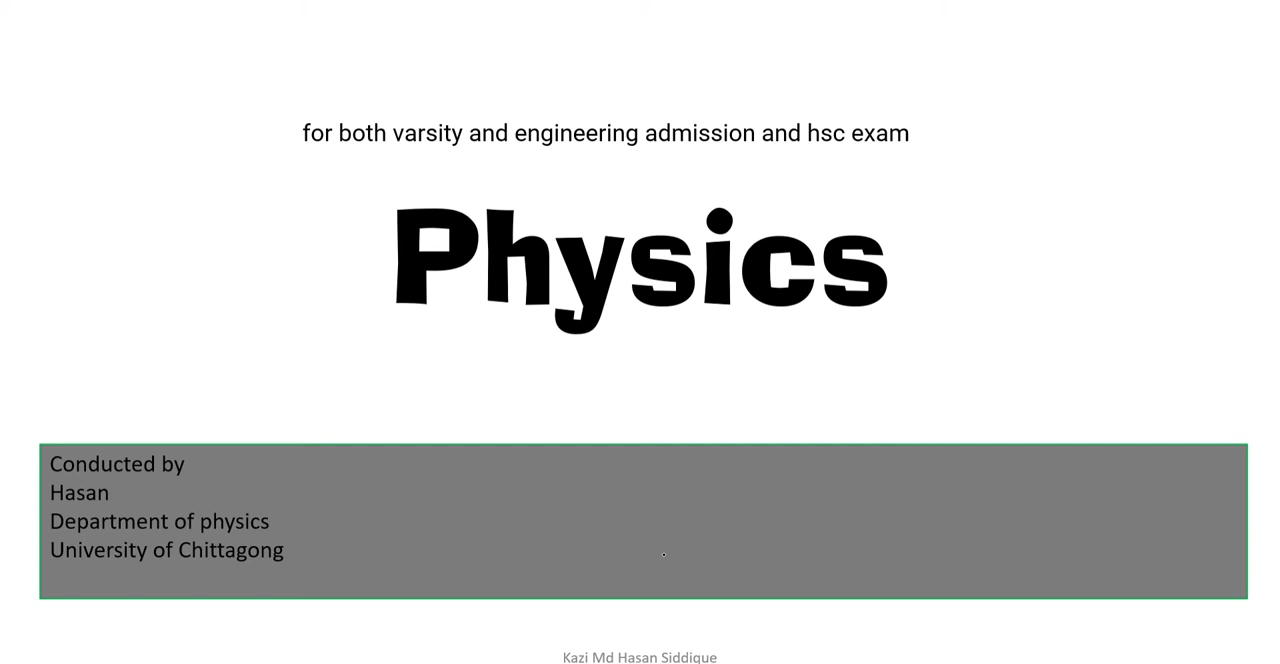 for both varsity and engineering admission and hsc exam
Physics
Conducted by
Hasan
Department of physics
University of Chittagong
Kazi Md Hasan Siddique